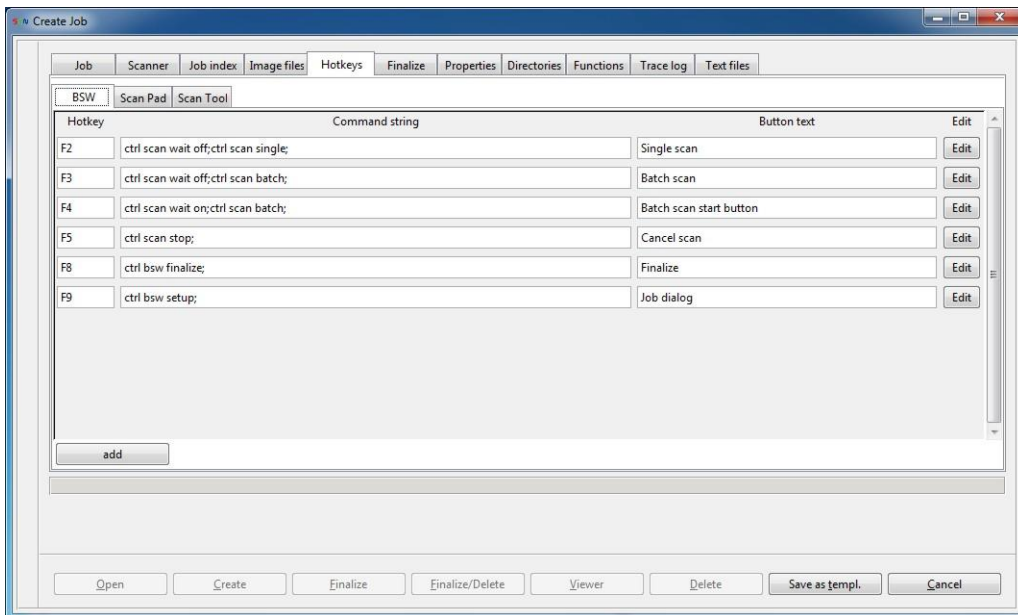 Create Job
Job Scanner Job index Image files Hotkeys Finalize Properties Directories Functions Trace log Text files
BSW Scan Pad Scan Tool
Hotkey Command string Button text Edit
F2 ctrl scan wait off;ctrl scan single; Single scan Edit
F3 ctrl scan wait off;ctrl scan batch; Batch scan Edit
F4 ctrl scan wait on;ctrl scan batch; Batch scan start button Edit
F5 ctrl scan stop; Cancel scan Edit
F8 ctrl bsw finalize; Finalize Edit
F9 ctrl bsw setup; Job dialog Edit
add
Open Create Finalize Finalize/Delete Viewer Delete Save as templ. Cancel